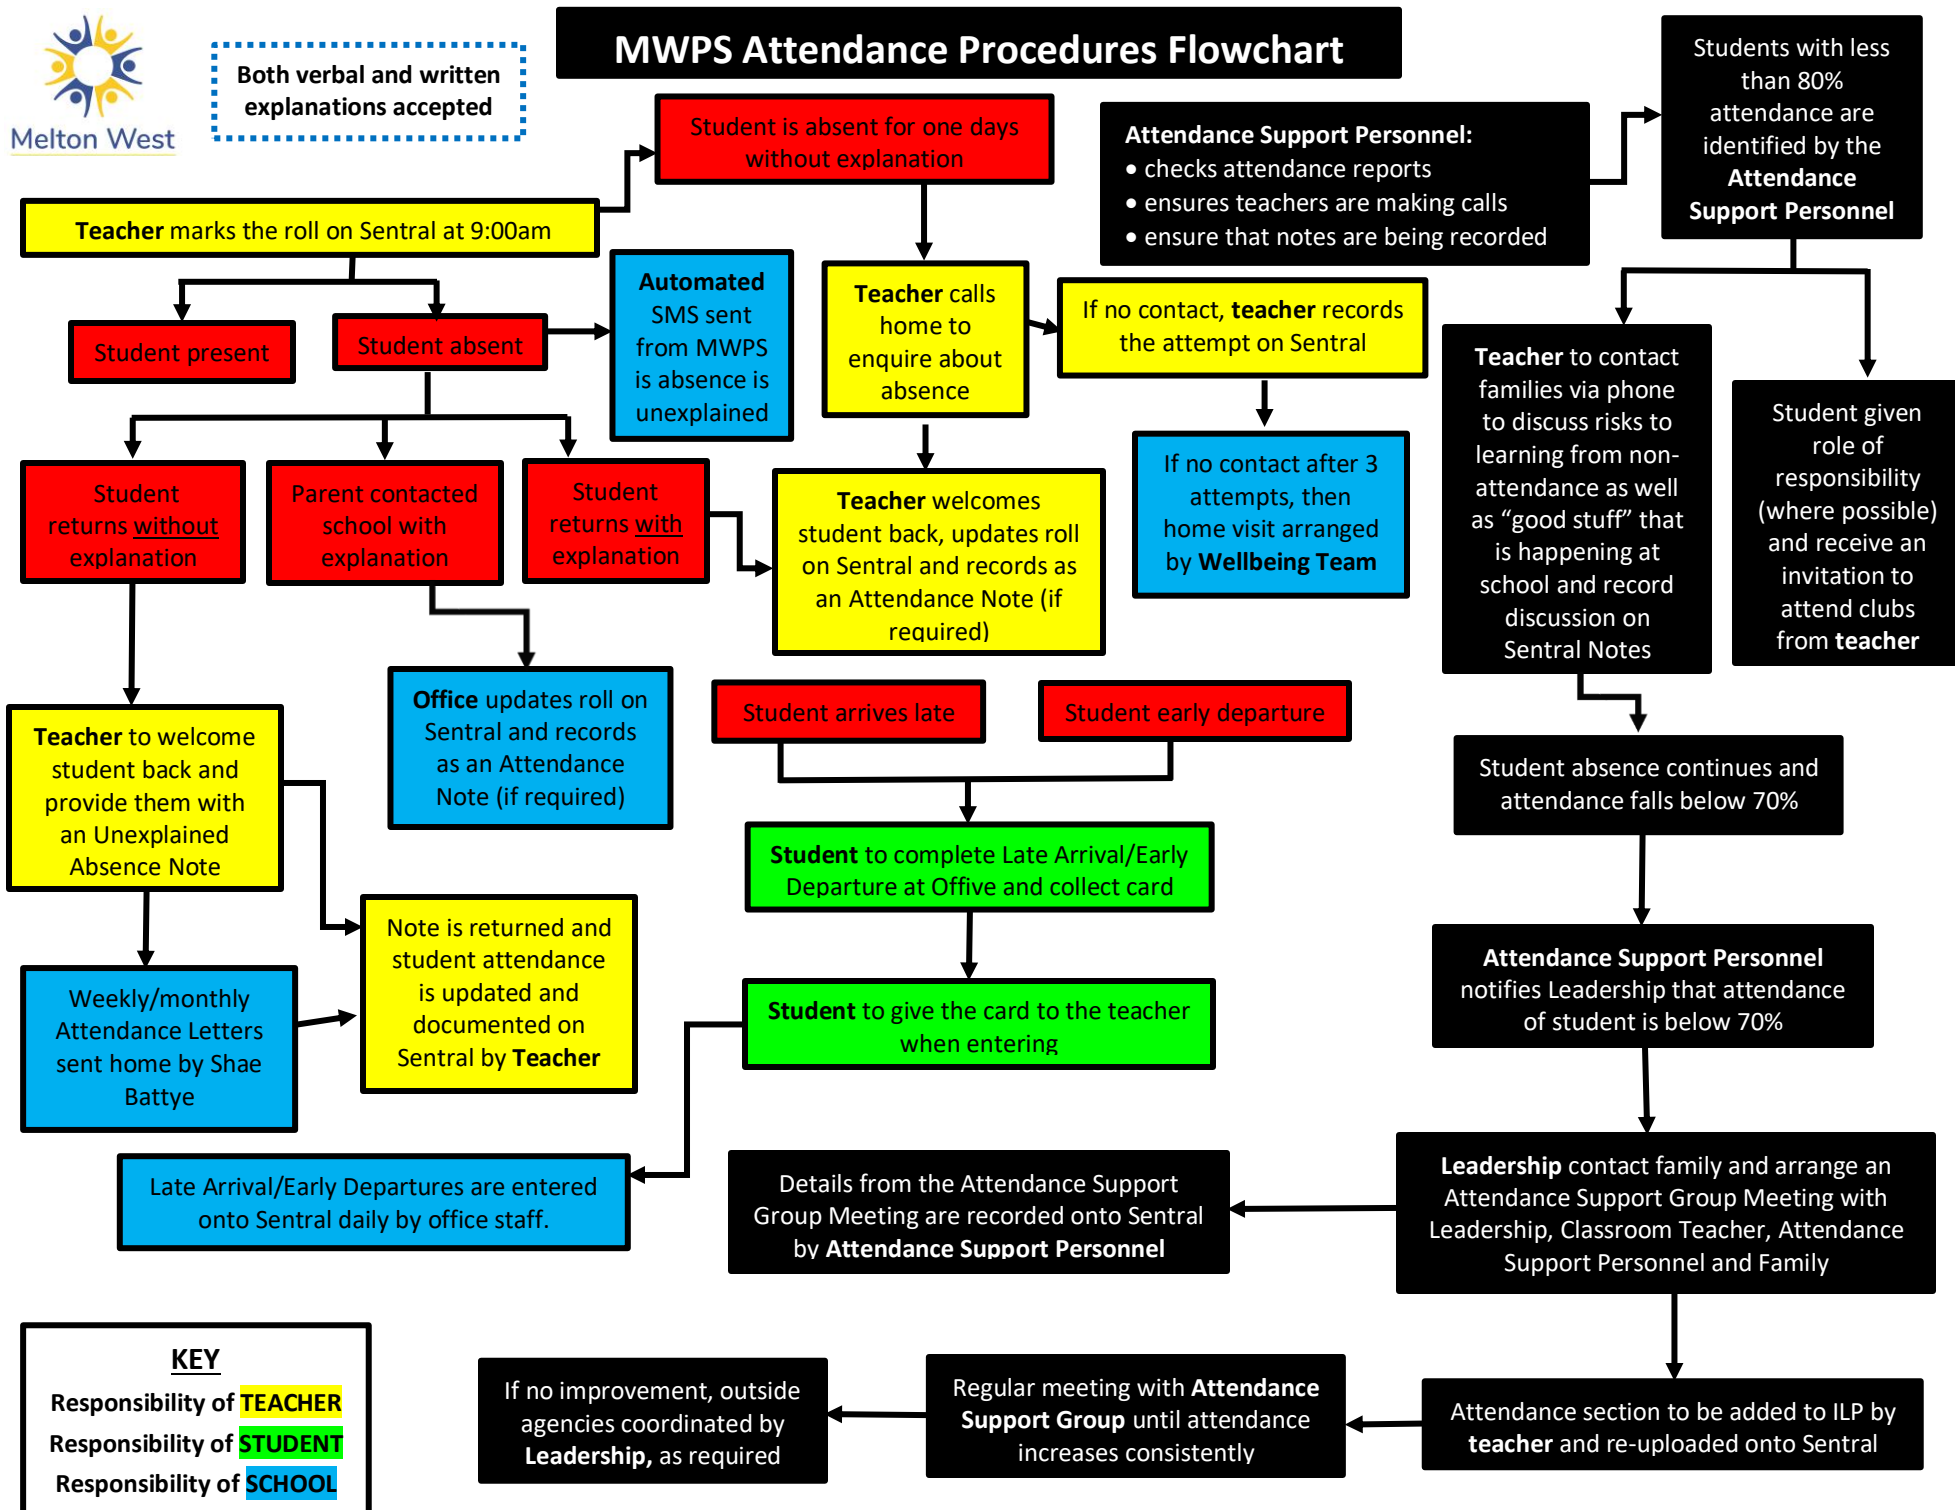 Melton West
Both verbal and written
explanations accepted
MWPS Attendance Procedures Flowchart
Students with less
than 80%
attendance are
identified by the
Attendance
Support Personnel
Student is absent for one days
without explanation
Attendance Support Personnel:
• checks attendance reports
• ensures teachers are making calls
• ensure that notes are being recorded
Teacher marks the roll on Sentral at 9:00am
Student present
Student absent
Automated
SMS sent
from MWPS
is absence is
unexplained
Teacher calls
home to
enquire about
absence
If no contact, teacher records
the attempt on Sentral
Teacher to contact
families via phone
to discuss risks to
learning from non-
attendance as well
as “good stuff” that
is happening at
school and record
discussion on
Sentral Notes
Student given
role of
responsibility
(where possible)
and receive an
invitation to
attend clubs
from teacher
Student
returns without
explanation
Parent contacted
school with
explanation
Student
returns with
explanation
Teacher welcomes
student back, updates roll
on Sentral and records as
an Attendance Note (if
required)
If no contact after 3
attempts, then
home visit arranged
by Wellbeing Team
Teacher to welcome
student back and
provide them with
an Unexplained
Absence Note
Office updates roll on
Sentral and records
as an Attendance
Note (if required)
Student arrives late
Student early departure
Student absence continues and
attendance falls below 70%
Student to complete Late Arrival/Early
Departure at Offive and collect card
Note is returned and
student attendance
is updated and
documented on
Sentral by Teacher
Weekly/monthly
Attendance Letters
sent home by Shae
Battye
Student to give the card to the teacher
when entering
Attendance Support Personnel
notifies Leadership that attendance
of student is below 70%
Late Arrival/Early Departures are entered
onto Sentral daily by office staff.
Details from the Attendance Support
Group Meeting are recorded onto Sentral
by Attendance Support Personnel
Leadership contact family and arrange an
Attendance Support Group Meeting with
Leadership, Classroom Teacher, Attendance
Support Personnel and Family
KEY
Responsibility of TEACHER
Responsibility of STUDENT
Responsibility of SCHOOL
If no improvement, outside
agencies coordinated by
Leadership, as required
Regular meeting with Attendance
Support Group until attendance
increases consistently
Attendance section to be added to ILP by
teacher and re-uploaded onto Sentral